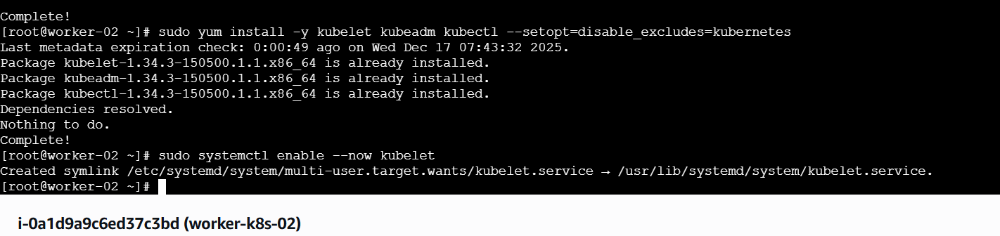 Complete!
[root@worker-02 ~]# sudo yum install -y kubelet kubeadm kubectl --setopt=disable_excludes=kubernetes
Last metadata expiration check: 0:00:49 ago on Wed Dec 17 07:43:32 2025.
Package kubelet-1.34.3-150500.1.1.x86_64 is already installed.
Package kubeadm-1.34.3-150500.1.1.x86_64 is already installed.
Package kubectl-1.34.3-150500.1.1.x86_64 is already installed.
Dependencies resolved.
Nothing to do.
Complete!
[root@worker-02 ~]# sudo systemctl enable --now kubelet
Created symlink /etc/systemd/system/multi-user.target.wants/kubelet.service → /usr/lib/systemd/system/kubelet.service.
[root@worker-02 ~]#
i-0a1d9a9c6ed37c3bd (worker-k8s-02)